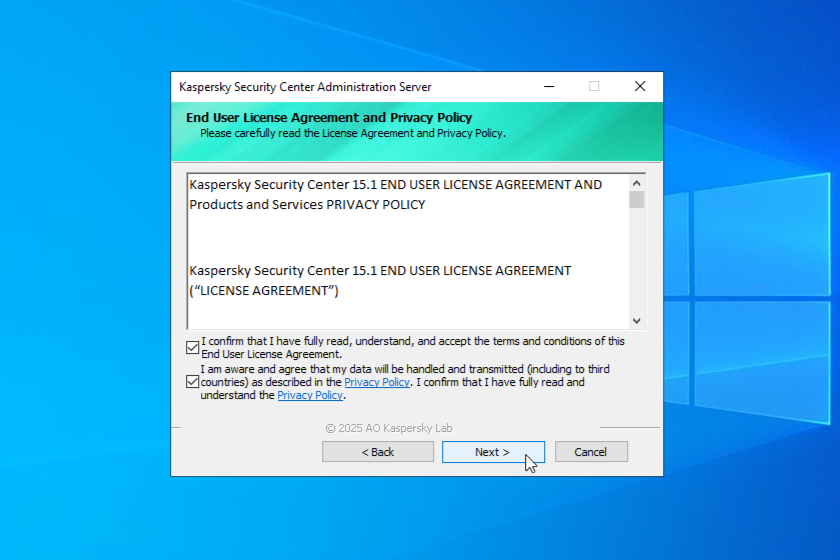 Kaspersky Security Center Administration Server
End User License Agreement and Privacy Policy
Please carefully read the License Agreement and Privacy Policy.
Kaspersky Security Center 15.1 END USER LICENSE AGREEMENT AND
Products and Services PRIVACY POLICY
Kaspersky Security Center 15.1 END USER LICENSE AGREEMENT
(“LICENSE AGREEMENT”)
I confirm that I have fully read, understand, and accept the terms and conditions of this
End User License Agreement.
I am aware and agree that my data will be handled and transmitted (including to third
countries) as described in the Privacy Policy. I confirm that I have fully read and
understand the Privacy Policy.
© 2025 AO Kaspersky Lab
< Back
Next >
Cancel